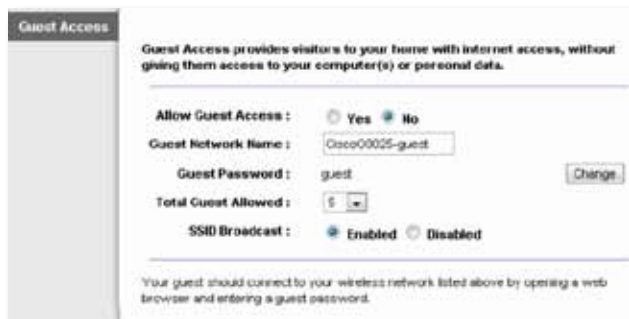 Guest Access
Guest Access provides visitors to your home with internet access, without
giving them access to your computer(s) or personal data.
Allow Guest Access : Yes No
Guest Network Name : Cisco00025-guest
Guest Password : guest Change
Total Guest Allowed : 5
SSID Broadcast : Enabled Disabled
Your guest should connect to your wireless network listed above by opening a web
browser and entering a guest password.